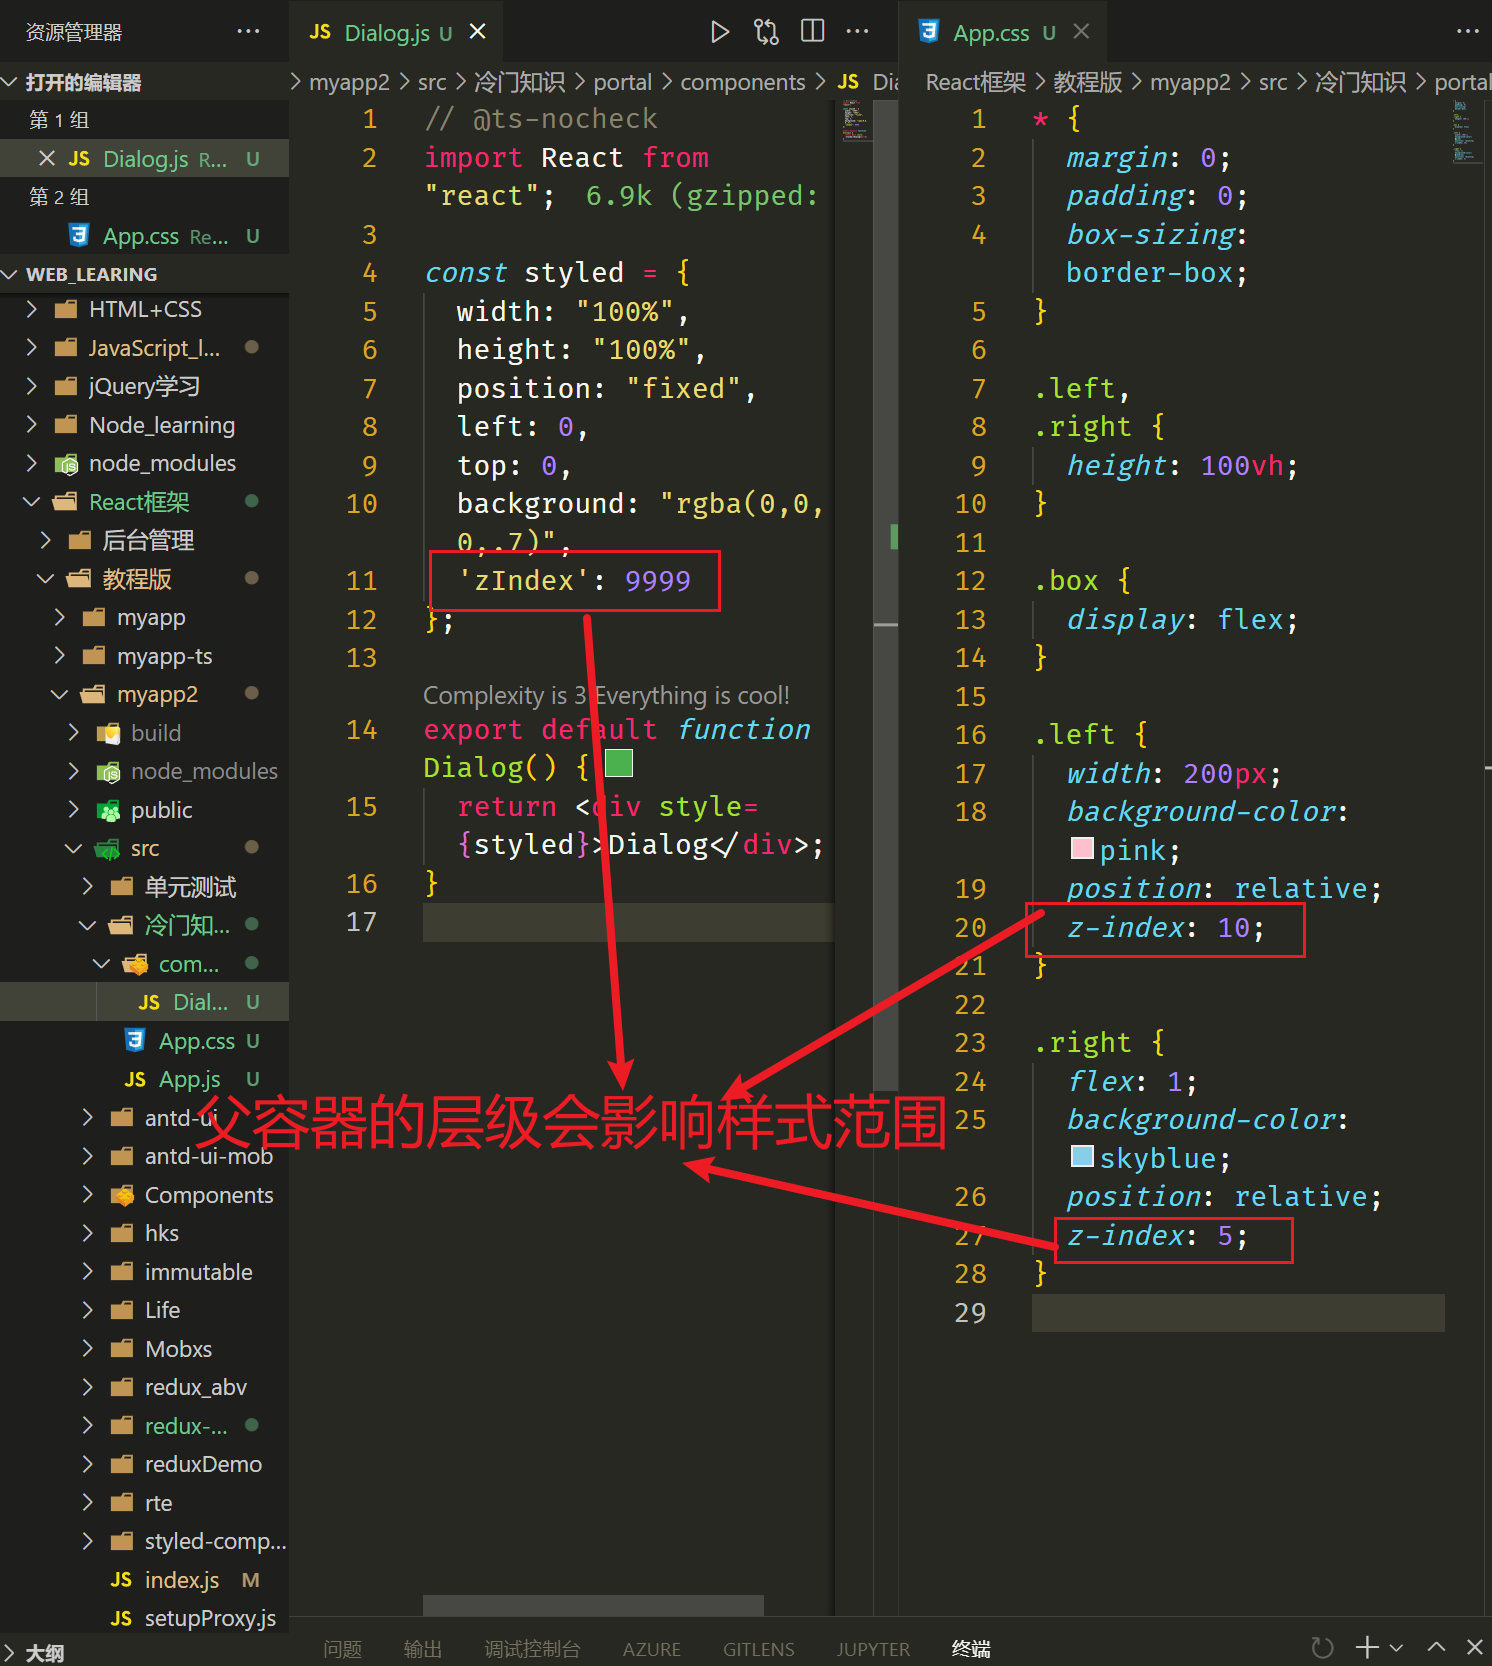 资源管理器
打开的编辑器
第 1 组
JS Dialog.js R... U
第 2 组
App.css Re... U
WEB_LEARING
HTML+CSS
JavaScript_l...
jQuery学习
Node_learning
node_modules
React框架
后台管理
教程版
myapp
myapp-ts
myapp2
build
node_modules
public
src
单元测试
冷门知...
com...
JS Dial... U
App.css U
JS App.js U
antd-ui
antd-ui-mob
Components
hks
immutable
Life
Mobxs
redux_abv
redux-...
reduxDemo
rte
styled-comp...
JS index.js M
JS setupProxy.js
大纲
JS Dialog.js U
myapp2 > src > 冷门知识 > portal > components > JS Dia
1 // @ts-nocheck
2 import React from
"react"; 6.9k (gzipped:
3
4 const styled = {
5 width: "100%",
6 height: "100%",
7 position: "fixed",
8 left: 0,
9 top: 0,
10 background: "rgba(0,0,
0,.7)",
11 'zIndex': 9999
12 };
13
Complexity is 3 Everything is cool!
14 export default function
Dialog() {
15 return <div style=
{styled}>Dialog</div>;
16 }
17
父容器的层级会影响样式范围
App.css U
React框架 > 教程版 > myapp2 > src > 冷门知识 > portal
1 * {
2 margin: 0;
3 padding: 0;
4 box-sizing:
border-box;
5 }
6
7 .left,
8 .right {
9 height: 100vh;
10 }
11
12 .box {
13 display: flex;
14 }
15
16 .left {
17 width: 200px;
18 background-color:
pink;
19 position: relative;
20 z-index: 10;
21 }
22
23 .right {
24 flex: 1;
25 background-color:
skyblue;
26 position: relative;
27 z-index: 5;
28 }
29
问题 输出 调试控制台 AZURE GITLENS JUPYTER 终端